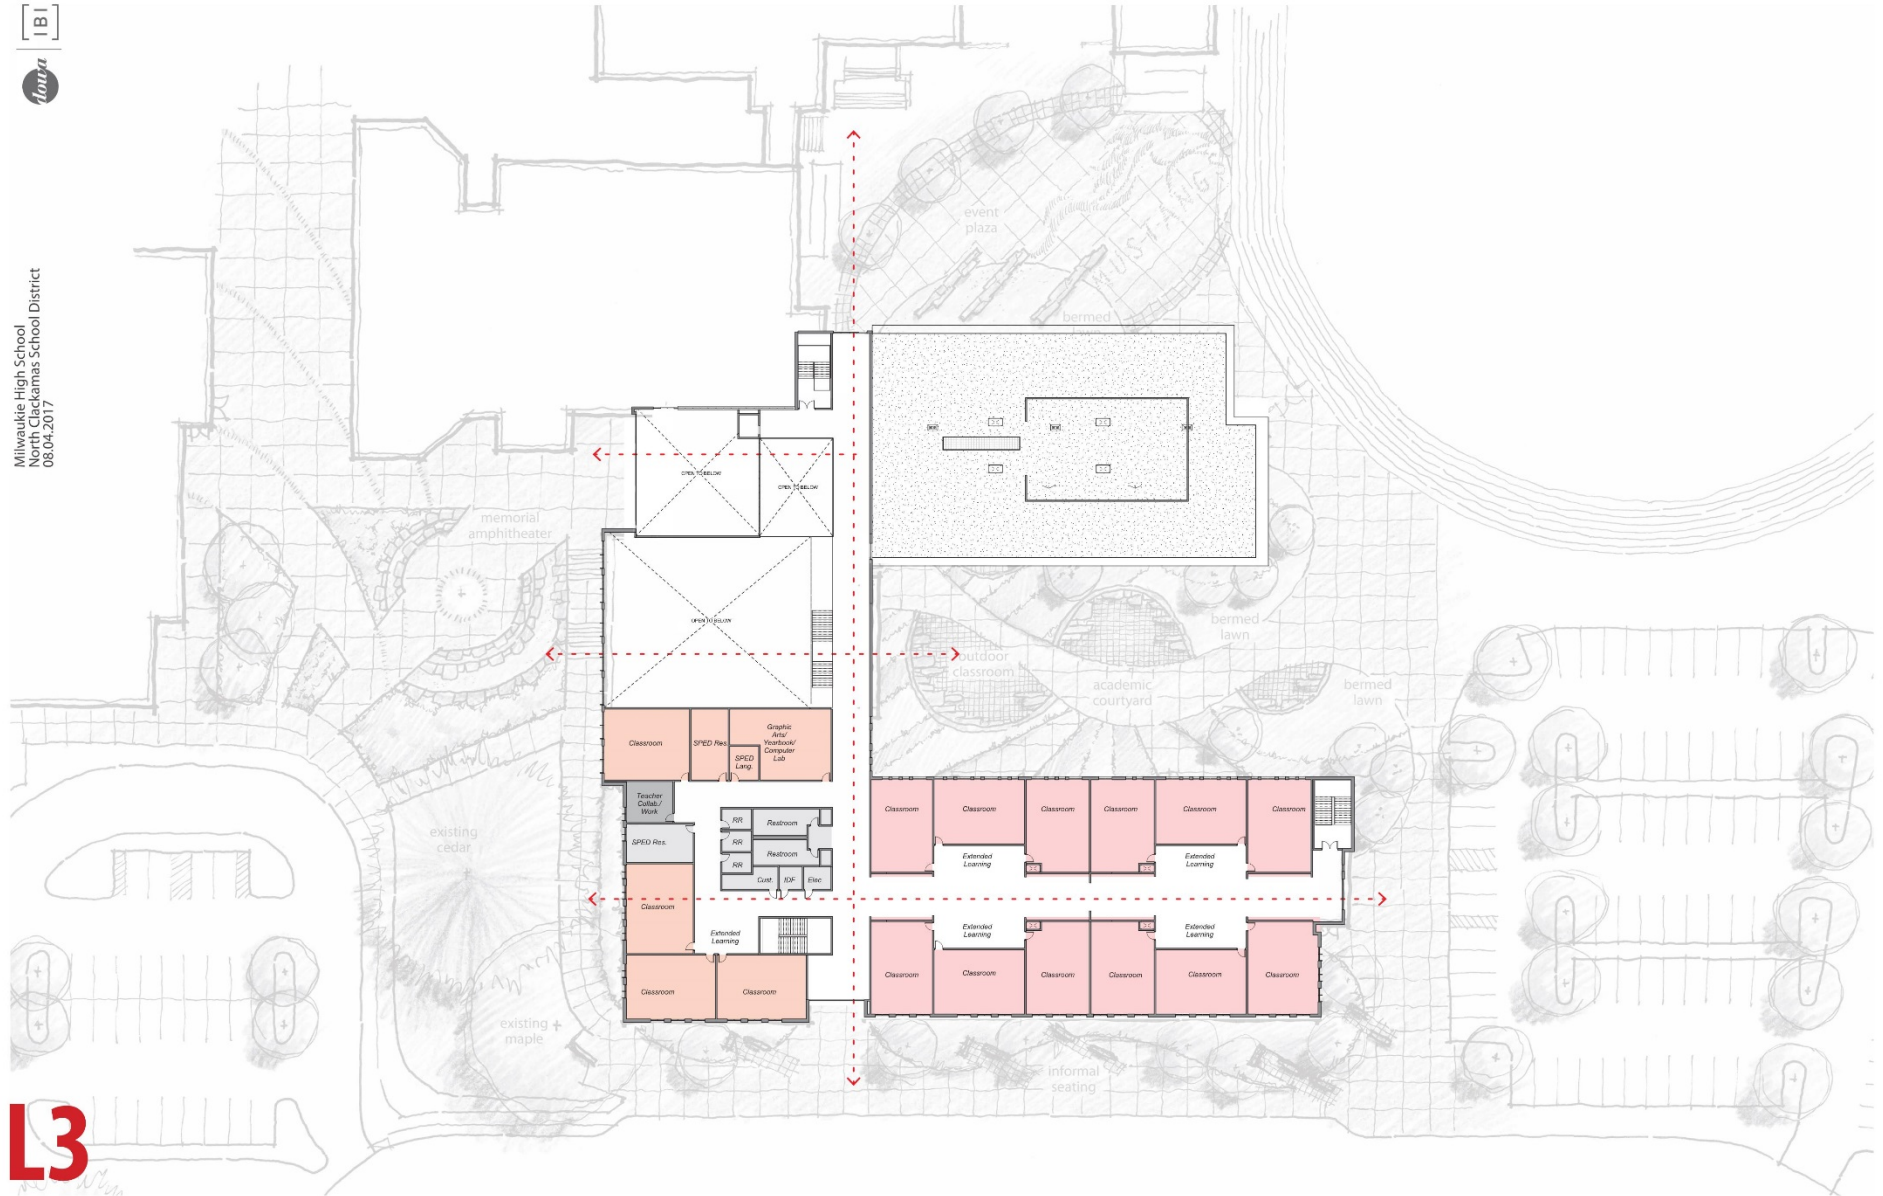 [IBI]
dowa
Milwaukie High School
North Clackamas School District
08.04.2017
event
plaza
MUSTANG
bermed
lawn
OPEN TO BELOW
OPEN TO BELOW
memorial
amphitheater
OPEN TO BELOW
outdoor
classroom
bermed
lawn
academic
courtyard
bermed
lawn
Classroom
SPED Res.
SPED
Lang.
Graphic
Arts/
Yearbook/
Computer
Lab
Teacher
Collab./
Work
SPED Res.
RR
Restroom
RR
Restroom
RR
Cust.
IDF
Elec
existing
cedar
Classroom
Extended
Learning
Classroom
Classroom
Classroom
Classroom
Classroom
Classroom
Classroom
Classroom
Extended
Learning
Extended
Learning
Extended
Learning
Extended
Learning
Classroom
Classroom
Classroom
Classroom
Classroom
Classroom
existing
maple
informal
seating
L3